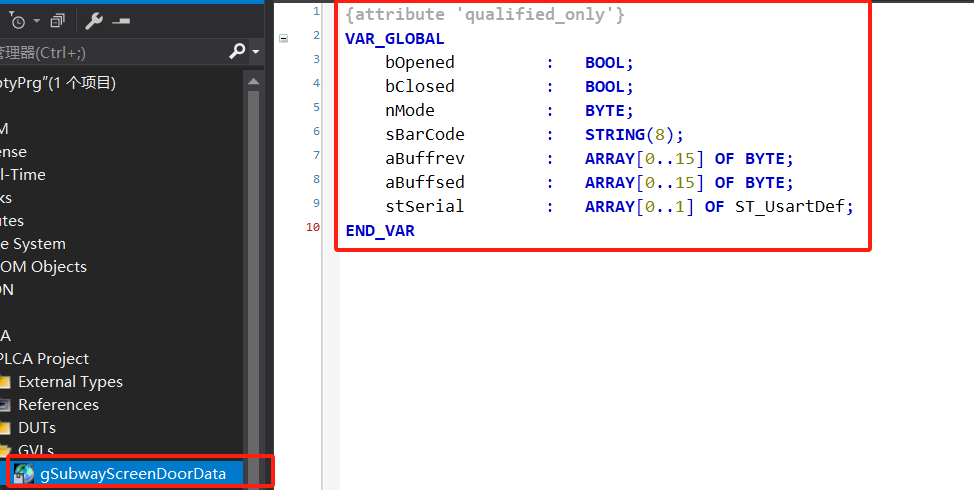 管理器(Ctrl+;)
ptyPrg"(1 个项目)
M
ense
l-Time
ks
utes
e System
OM Objects
ON
A
PLCA Project
External Types
References
DUTs
GVLs
gSubwayScreenDoorData
1 {attribute 'qualified_only'}
2 VAR_GLOBAL
3 bOpened : BOOL;
4 bClosed : BOOL;
5 nMode : BYTE;
6 sBarCode : STRING(8);
7 aBuffrev : ARRAY[0..15] OF BYTE;
8 aBuffsed : ARRAY[0..15] OF BYTE;
9 stSerial : ARRAY[0..1] OF ST_UsartDef;
10 END_VAR